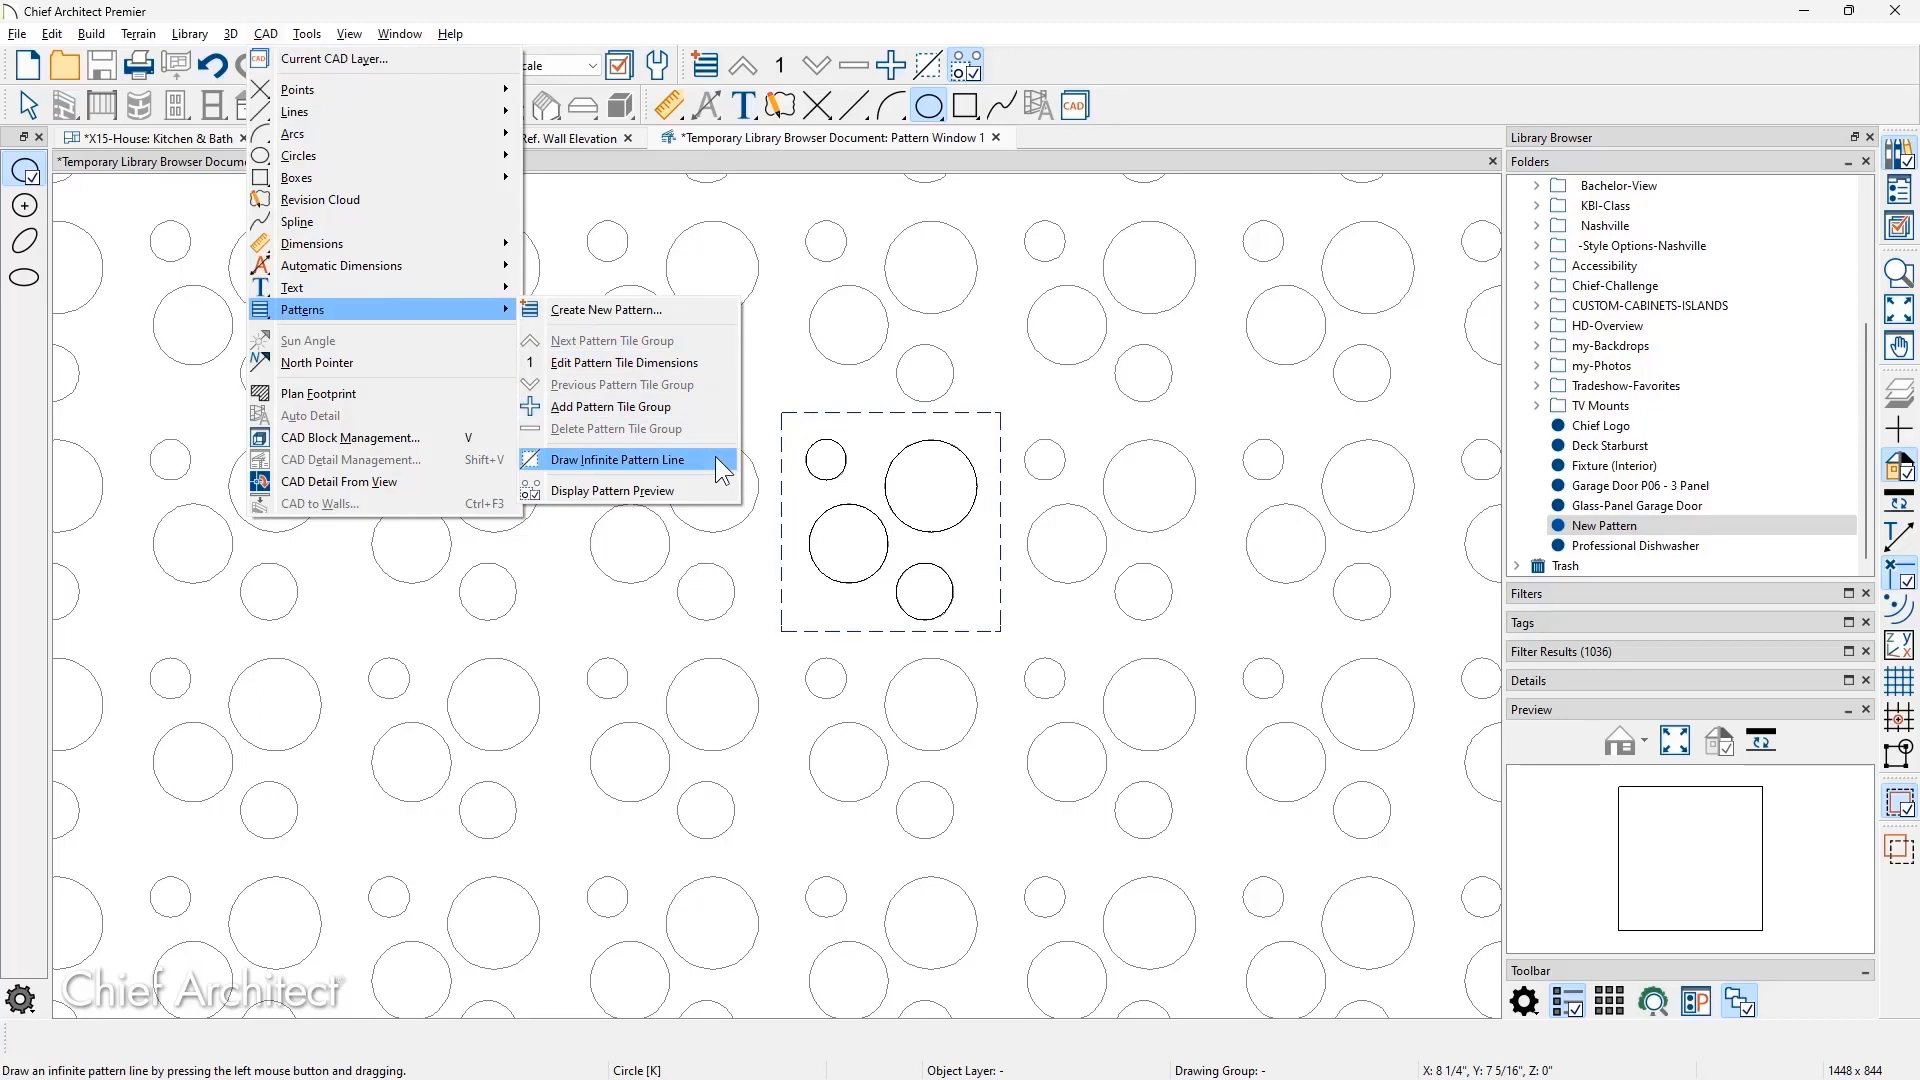 Chief Architect Premier
File Edit Build Terrain Library 3D CAD Tools View Window Help
cale
1
CAD
*X15-House: Kitchen & Bath
Ref. Wall Elevation
*Temporary Library Browser Document: Pattern Window 1
*Temporary Library Browser Docume
Current CAD Layer...
Points
Lines
Arcs
Circles
Boxes
Revision Cloud
Spline
Dimensions
Automatic Dimensions
Text
Patterns
Sun Angle
North Pointer
Plan Footprint
Auto Detail
CAD Block Management... V
CAD Detail Management... Shift+V
CAD Detail From View
CAD to Walls... Ctrl+F3
Create New Pattern...
Next Pattern Tile Group
1 Edit Pattern Tile Dimensions
Previous Pattern Tile Group
Add Pattern Tile Group
Delete Pattern Tile Group
Draw Infinite Pattern Line
Display Pattern Preview
Library Browser
Folders
Bachelor-View
KBI-Class
Nashville
-Style Options-Nashville
Accessibility
Chief-Challenge
CUSTOM-CABINETS-ISLANDS
HD-Overview
my-Backdrops
my-Photos
Tradeshow-Favorites
TV Mounts
Chief Logo
Deck Starburst
Fixture (Interior)
Garage Door P06 - 3 Panel
Glass-Panel Garage Door
New Pattern
Professional Dishwasher
Trash
Filters
Tags
Filter Results (1036)
Details
Preview
Toolbar
Chief Architect
Draw an infinite pattern line by pressing the left mouse button and dragging.
Circle [K]
Object Layer: -
Drawing Group: -
X: 8 1/4", Y: 7 5/16", Z: 0"
1448 x 844